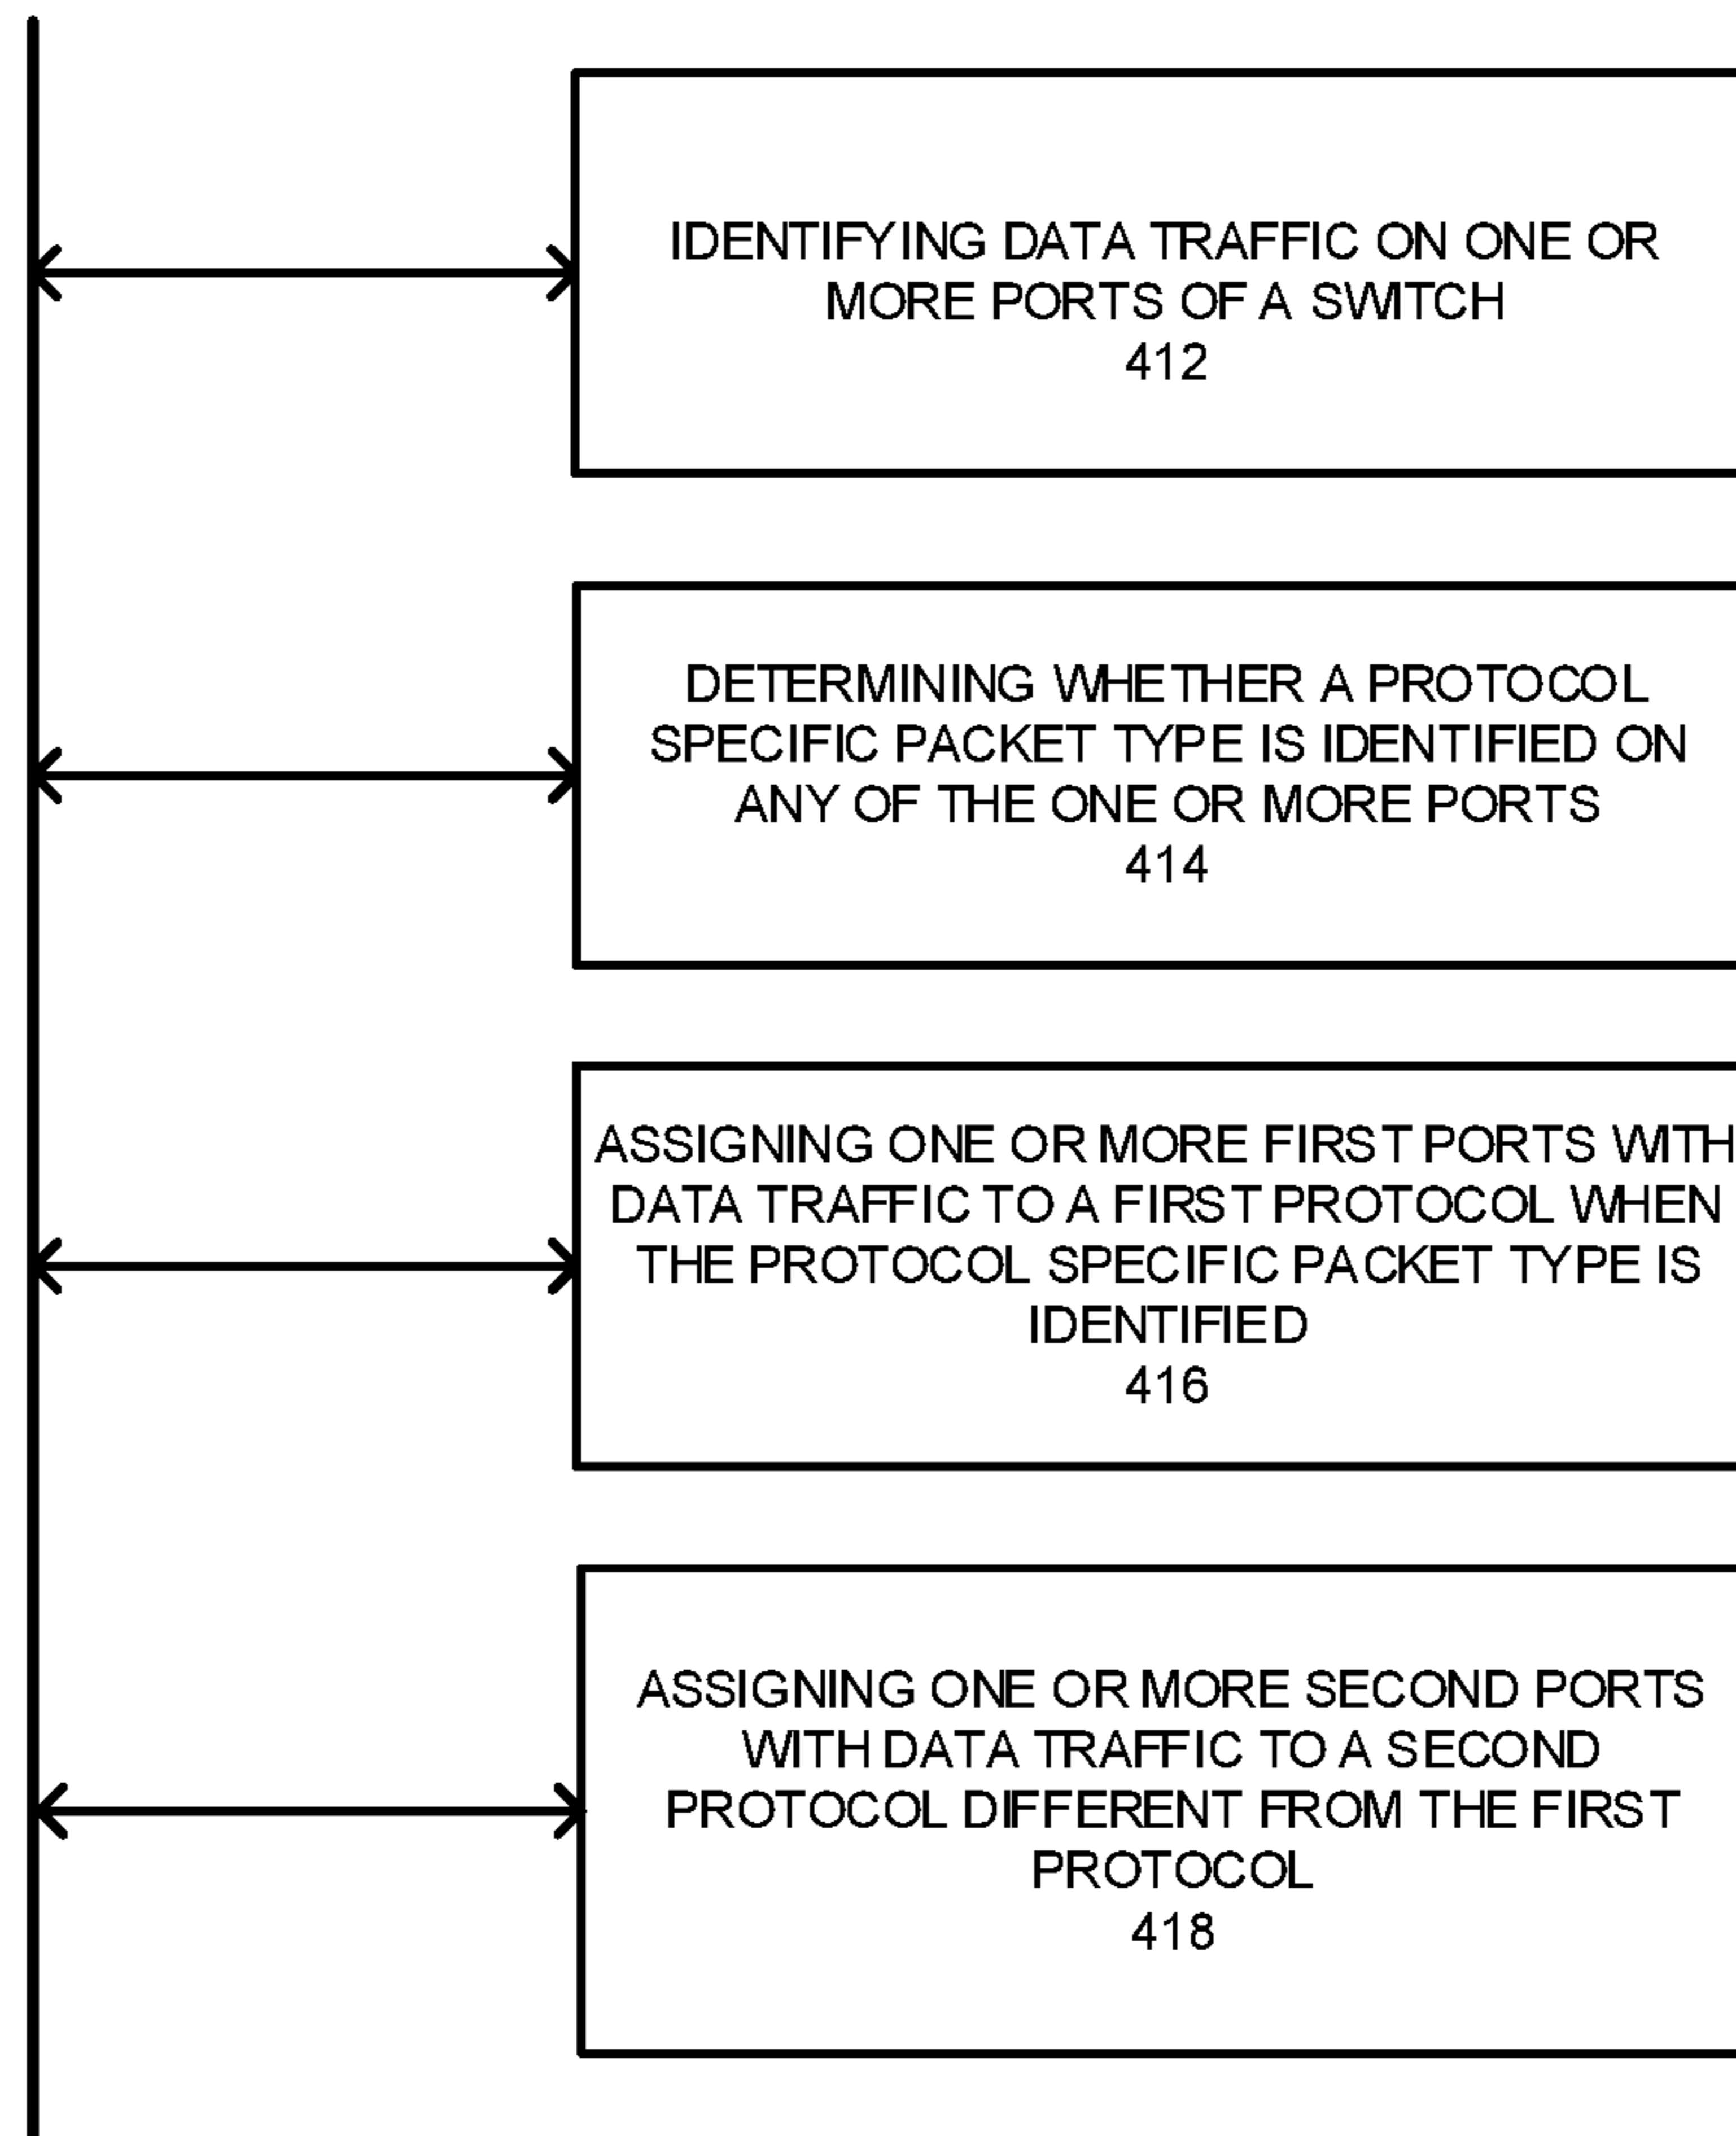 IDENTIFYING DATA TRAFFIC ON ONE OR
MORE PORTS OF A SWITCH
412
DETERMINING WHETHER A PROTOCOL
SPECIFIC PACKET TYPE IS IDENTIFIED ON
ANY OF THE ONE OR MORE PORTS
414
ASSIGNING ONE OR MORE FIRST PORTS WITH
DATA TRAFFIC TO A FIRST PROTOCOL WHEN
THE PROTOCOL SPECIFIC PACKET TYPE IS
IDENTIFIED
416
ASSIGNING ONE OR MORE SECOND PORTS
WITH DATA TRAFFIC TO A SECOND
PROTOCOL DIFFERENT FROM THE FIRST
PROTOCOL
418